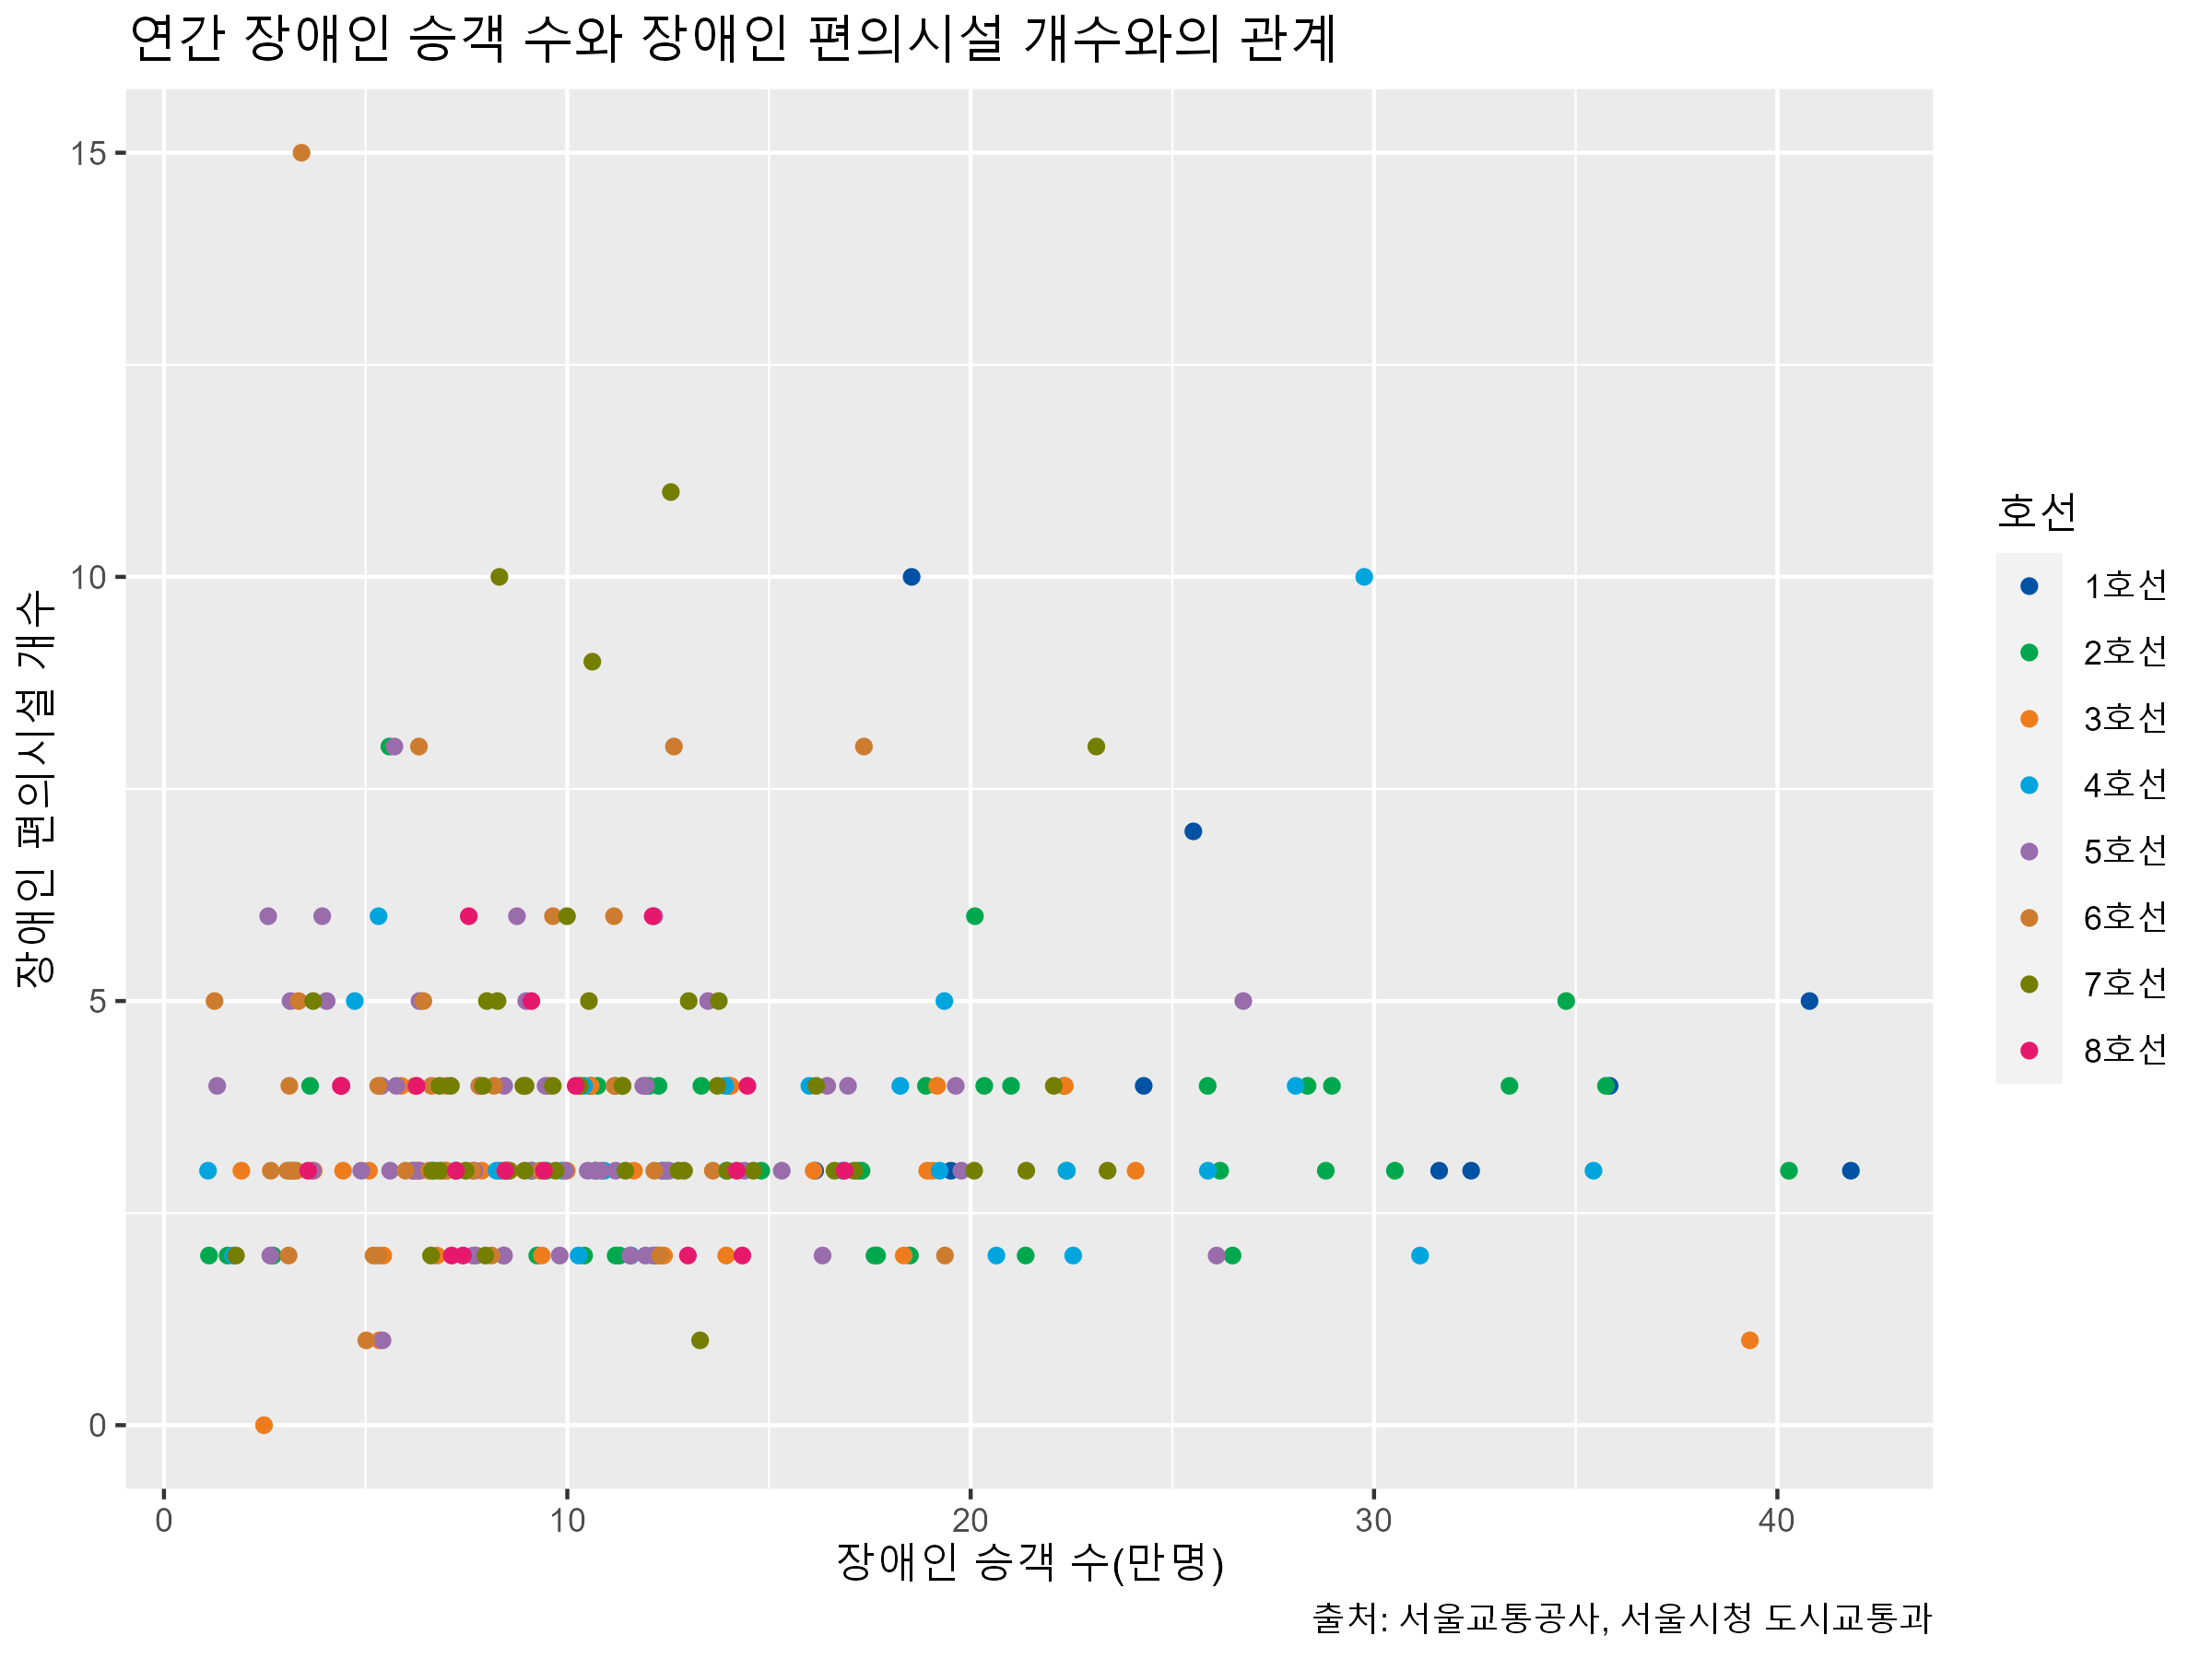 연간 장애인 승객 수와 장애인 편의시설 개수와의 관계
장애인 편의시설 개수
15
10
5
0
0 10 20 30 40
장애인 승객 수(만명)
호선
1호선
2호선
3호선
4호선
5호선
6호선
7호선
8호선
출처: 서울교통공사, 서울시청 도시교통과